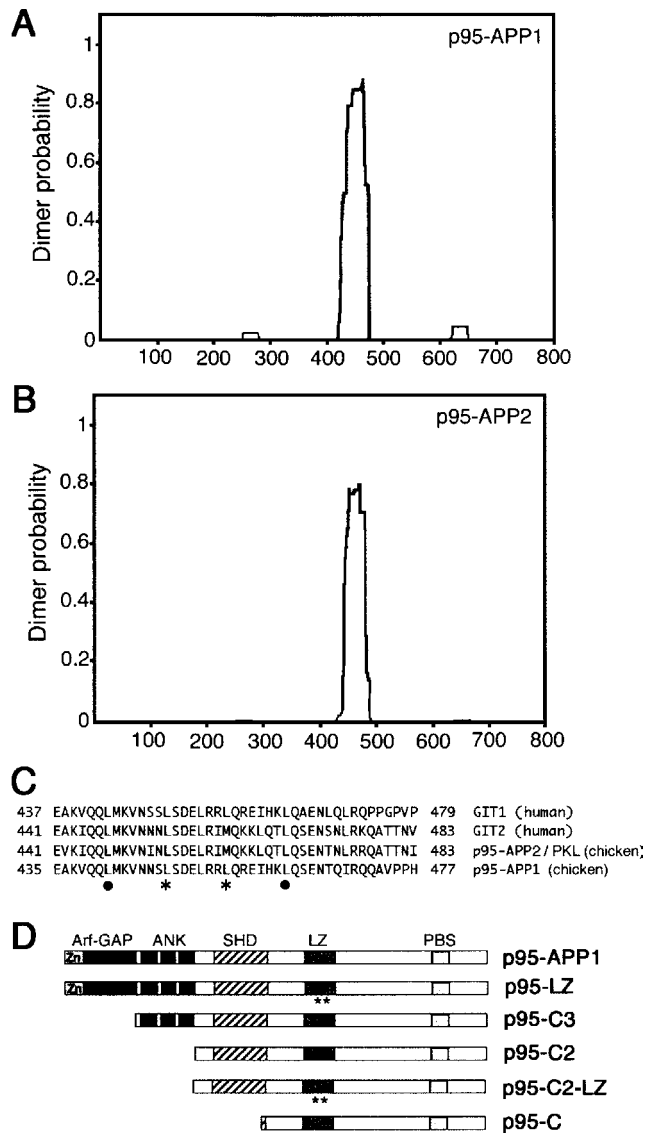 A
p95-APP1
Dimer probability
1
0.8
0.6
0.4
0.2
0
100 200 300 400 500 600 700 800
B
p95-APP2
Dimer probability
1
0.8
0.6
0.4
0.2
0
100 200 300 400 500 600 700 800
C
437 EAKVQQLMKVNSSLSDELRRLQREIHKLQAENLQLRQPPGPVP 479 GIT1 (human)
441 EAKIQQLMKVNNNLSDELRIMQKKLQTLQSENSNLRKQATTNV 483 GIT2 (human)
441 EVKIQQLMKVNINLSDELRIMQKKLQTLQSENTNLRRQATTNI 483 p95-APP2 / PKL (chicken)
435 EAKVQQLMKVNNSLSDELRRLQREIHKLQSENTQIRQQAVPPH 477 p95-APP1 (chicken)
● * * ●
D
Arf-GAP ANK SHD LZ PBS
Zn p95-APP1
Zn p95-LZ
**
p95-C3
p95-C2
p95-C2-LZ
**
p95-C